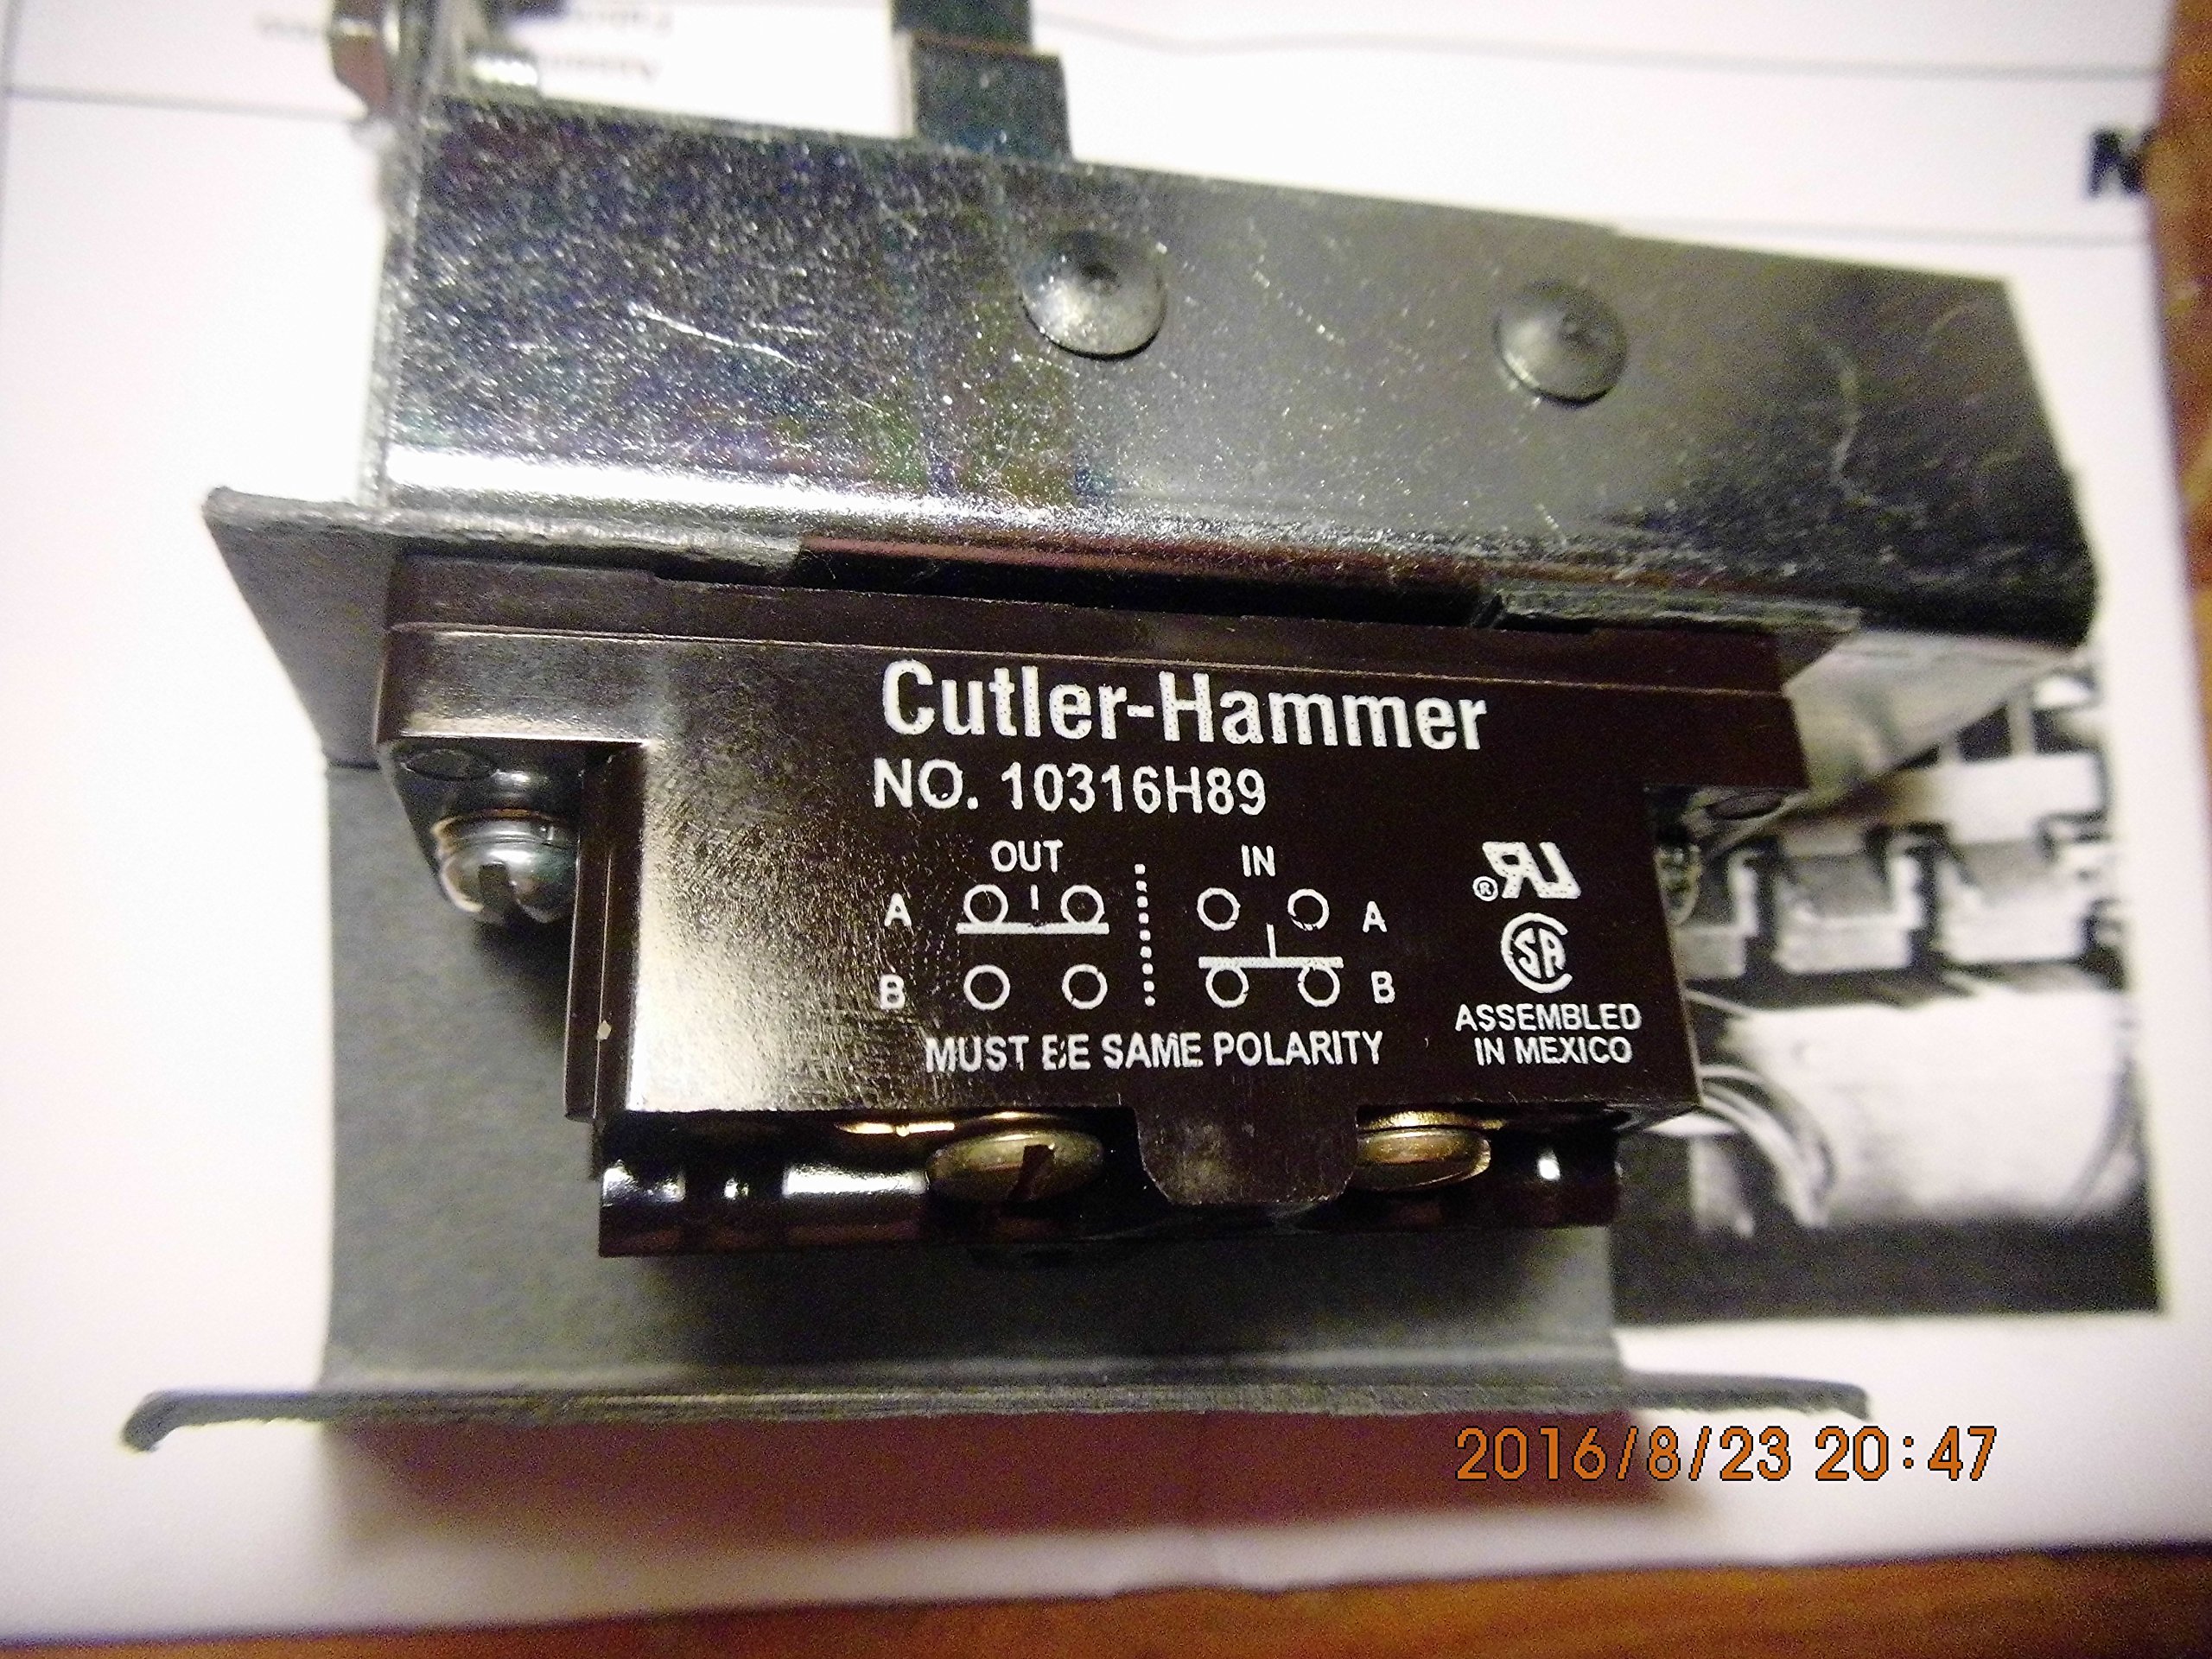 Cutler-Hammer
NO. 10316H89
OUT IN
A A
B B
MUST BE SAME POLARITY
®
ASSEMBLED
IN MEXICO
2016/8/23 20:47